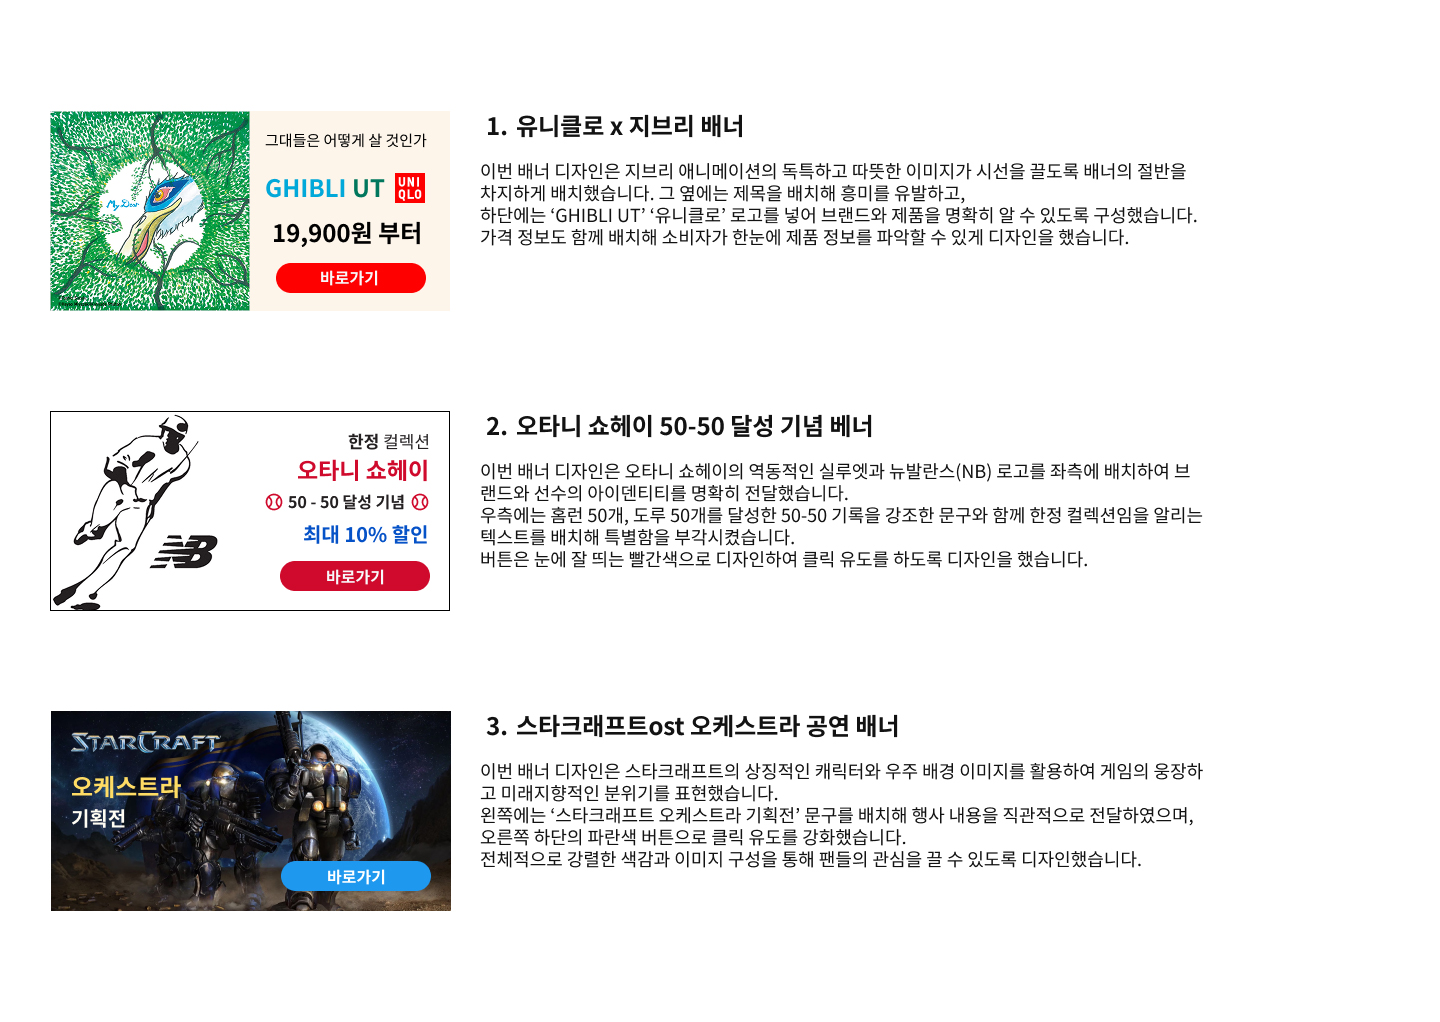 그대들은 어떻게 살 것인가
My Dear
GHIBLI UT UNI
QLO
19,900원 부터
바로가기
1. 유니클로 x 지브리 배너
이번 배너 디자인은 지브리 애니메이션의 독특하고 따뜻한 이미지가 시선을 끌도록 배너의 절반을
차지하게 배치했습니다. 그 옆에는 제목을 배치해 흥미를 유발하고,
하단에는 ‘GHIBLI UT’ ‘유니클로’ 로고를 넣어 브랜드와 제품을 명확히 알 수 있도록 구성했습니다.
가격 정보도 함께 배치해 소비자가 한눈에 제품 정보를 파악할 수 있게 디자인을 했습니다.
한정 컬렉션
오타니 쇼헤이
50 - 50 달성 기념
최대 10% 할인
NB
바로가기
2. 오타니 쇼헤이 50-50 달성 기념 베너
이번 배너 디자인은 오타니 쇼헤이의 역동적인 실루엣과 뉴발란스(NB) 로고를 좌측에 배치하여 브
랜드와 선수의 아이덴티티를 명확히 전달했습니다.
우측에는 홈런 50개, 도루 50개를 달성한 50-50 기록을 강조한 문구와 함께 한정 컬렉션임을 알리는
텍스트를 배치해 특별함을 부각시켰습니다.
버튼은 눈에 잘 띄는 빨간색으로 디자인하여 클릭 유도를 하도록 디자인을 했습니다.
STARCRAFT
오케스트라
기획전
바로가기
3. 스타크래프트ost 오케스트라 공연 배너
이번 배너 디자인은 스타크래프트의 상징적인 캐릭터와 우주 배경 이미지를 활용하여 게임의 웅장하
고 미래지향적인 분위기를 표현했습니다.
왼쪽에는 ‘스타크래프트 오케스트라 기획전’ 문구를 배치해 행사 내용을 직관적으로 전달하였으며,
오른쪽 하단의 파란색 버튼으로 클릭 유도를 강화했습니다.
전체적으로 강렬한 색감과 이미지 구성을 통해 팬들의 관심을 끌 수 있도록 디자인했습니다.